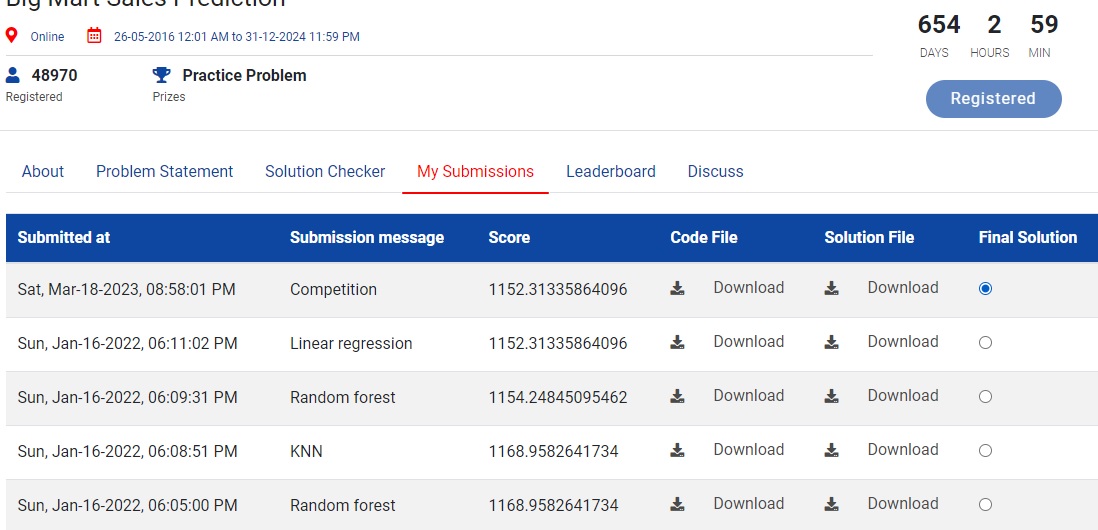 Big Mart Sales Prediction
Online 26-05-2016 12:01 AM to 31-12-2024 11:59 PM
654 2 59
DAYS HOURS MIN
48970 Practice Problem
Registered Prizes
Registered
About Problem Statement Solution Checker My Submissions Leaderboard Discuss
Submitted at Submission message Score Code File Solution File Final Solution
Sat, Mar-18-2023, 08:58:01 PM Competition 1152.31335864096 Download Download
Sun, Jan-16-2022, 06:11:02 PM Linear regression 1152.31335864096 Download Download
Sun, Jan-16-2022, 06:09:31 PM Random forest 1154.24845095462 Download Download
Sun, Jan-16-2022, 06:08:51 PM KNN 1168.9582641734 Download Download
Sun, Jan-16-2022, 06:05:00 PM Random forest 1168.9582641734 Download Download